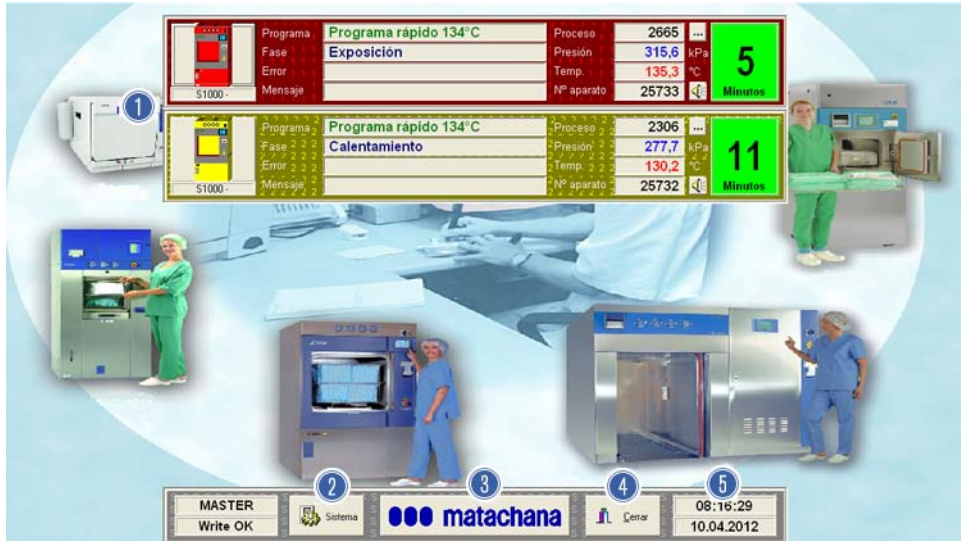 Programa Programa rápido 134°C Proceso 2665 ...
Fase Exposición Presión 315,6 kPa
Error Temp. 135,3 °C
Mensaje Nº aparato 25733
S1000 -
5
Minutos
1
Programa Programa rápido 134°C Proceso 2306 ...
Fase Calentamiento Presión 277,7 kPa
Error Temp. 130,2 °C
Mensaje Nº aparato 25732
S1000 -
11
Minutos
2 3 4 5
MASTER
Write OK
Sistema
matachana
Cerrar
08:16:29
10.04.2012